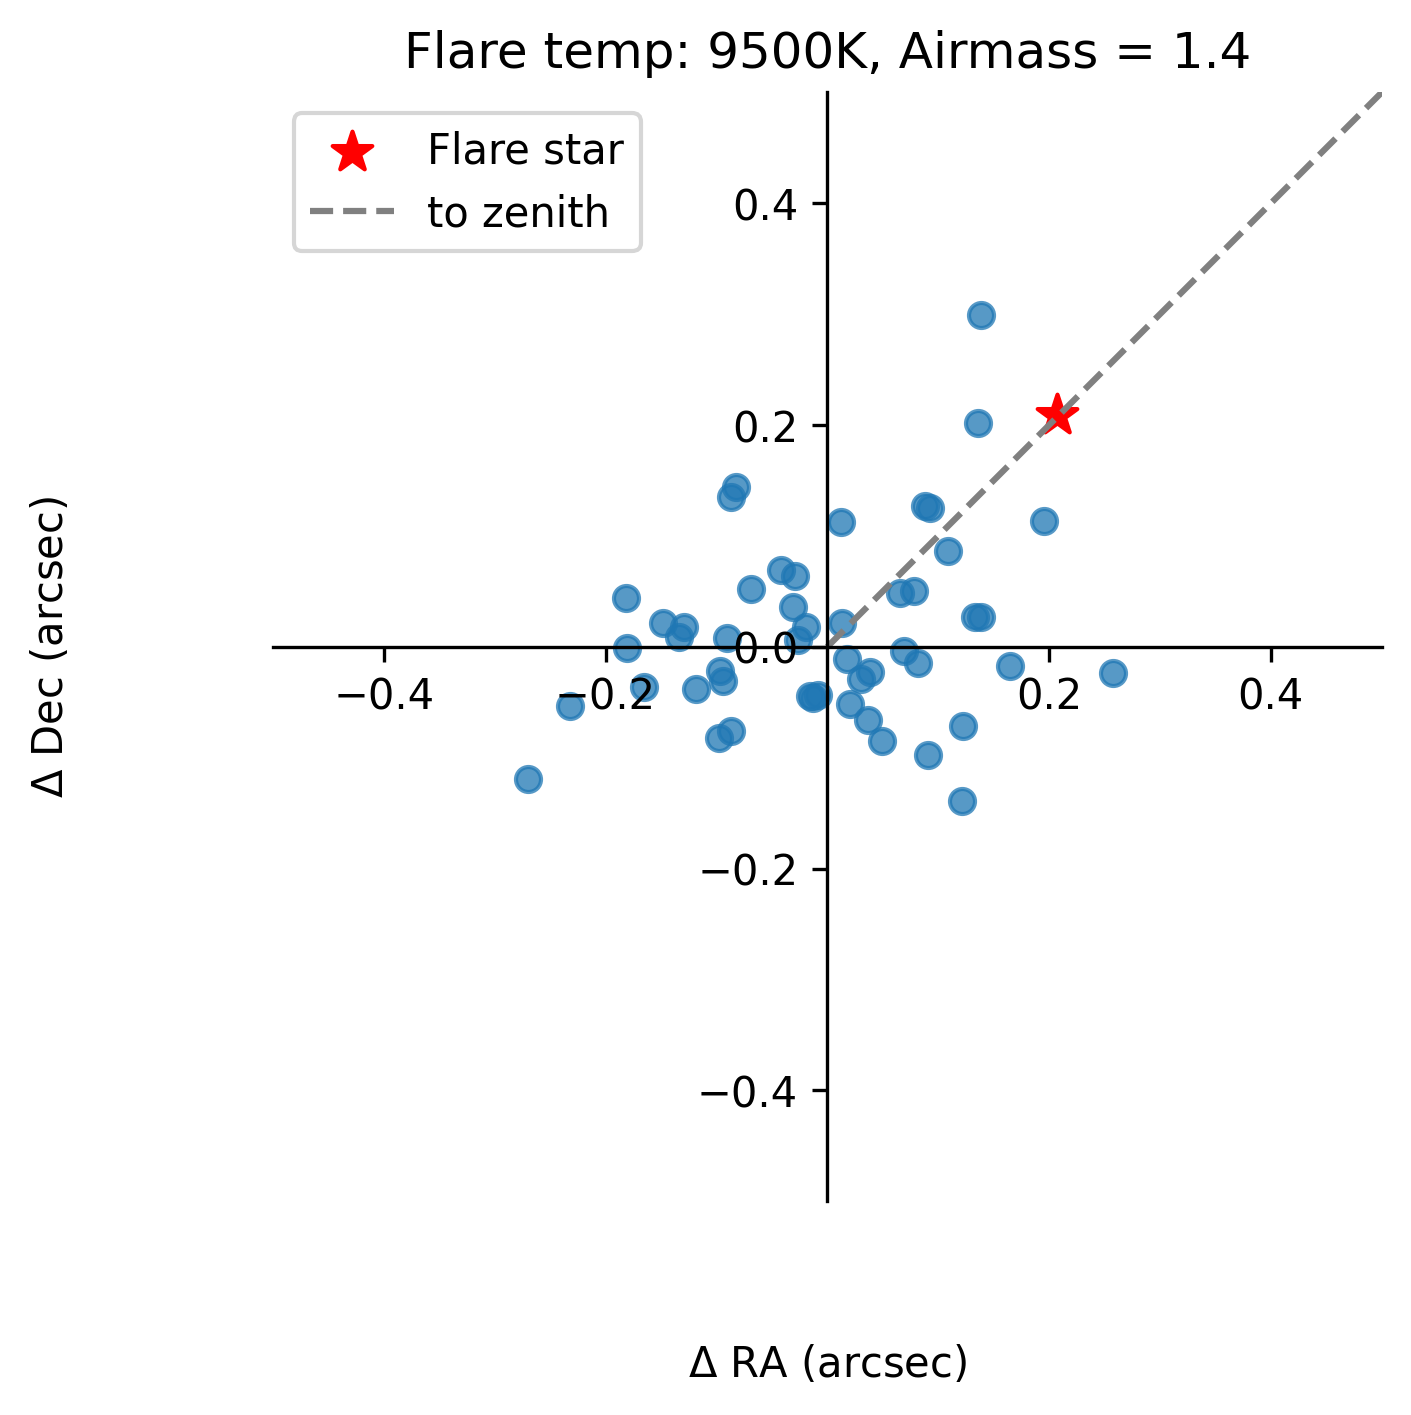 Flare temp: 9500K, Airmass = 1.4
Flare star
to zenith
0.4
0.2
0.0
−0.4
−0.2
0.2
0.4
−0.2
−0.4
Δ Dec (arcsec)
Δ RA (arcsec)